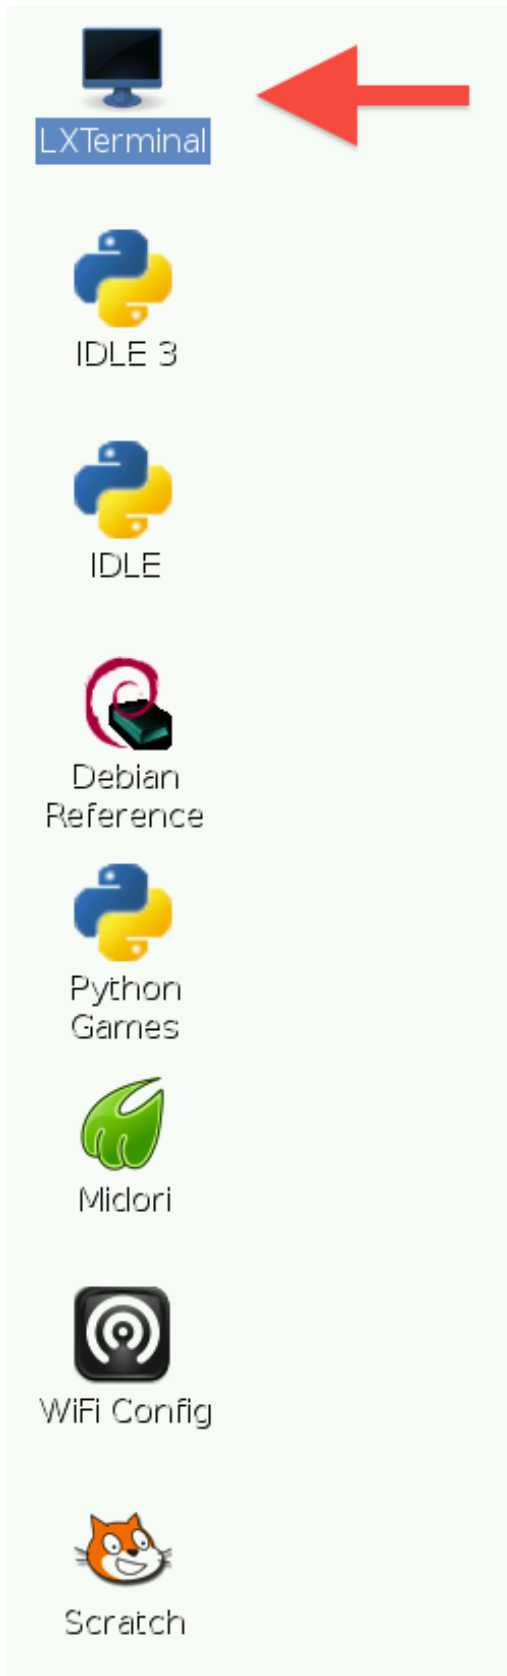 LXTerminal
IDLE 3
IDLE
Debian
Reference
Python
Games
Midori
WiFi Config
Scratch